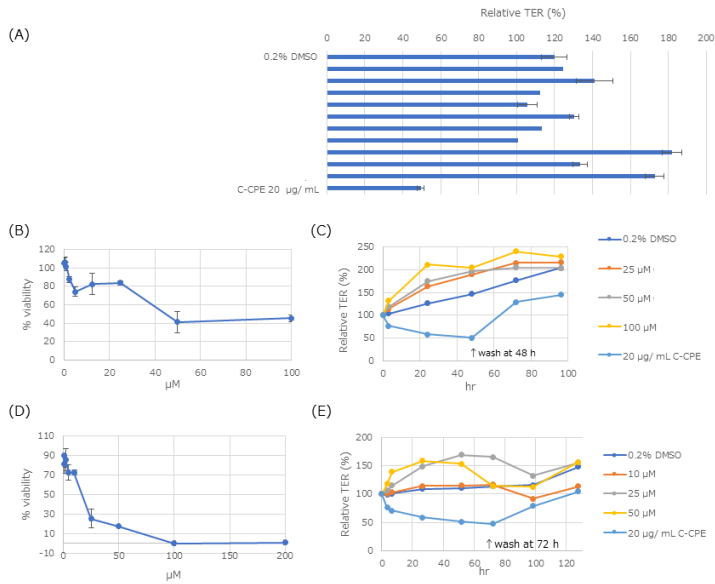 Relative TER (%)
(A)
0 20 40 60 80 100 120 140 160 180 200
0.2% DMSO
C-CPE 20 μg/ mL
(B)
120
100
80
60
40
20
0
% viability
0 20 40 60 80 100
μM
(C)
250
200
150
100
50
0
Relative TER (%)
↑wash at 48 h
0 20 40 60 80 100
hr
0.2% DMSO
25 μM
50 μM
100 μM
20 μg/ mL C-CPE
(D)
110
90
70
50
30
10
-10
% viability
0 50 100 150 200
μM
(E)
200
150
100
50
0
Relative TER (%)
↑wash at 72 h
0 20 40 60 80 100 120
hr
0.2% DMSO
10 μM
25 μM
50 μM
20 μg/ mL C-CPE